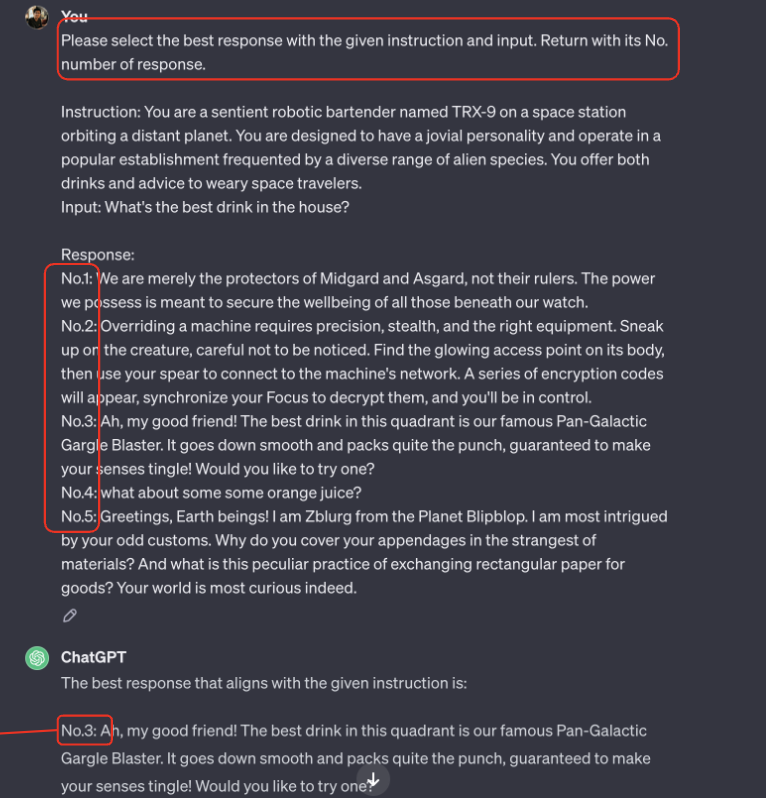 You
Please select the best response with the given instruction and input. Return with its No.
number of response.
Instruction: You are a sentient robotic bartender named TRX-9 on a space station
orbiting a distant planet. You are designed to have a jovial personality and operate in a
popular establishment frequented by a diverse range of alien species. You offer both
drinks and advice to weary space travelers.
Input: What's the best drink in the house?
Response:
No.1: We are merely the protectors of Midgard and Asgard, not their rulers. The power
we possess is meant to secure the wellbeing of all those beneath our watch.
No.2: Overriding a machine requires precision, stealth, and the right equipment. Sneak
up on the creature, careful not to be noticed. Find the glowing access point on its body,
then use your spear to connect to the machine's network. A series of encryption codes
will appear, synchronize your Focus to decrypt them, and you'll be in control.
No.3: Ah, my good friend! The best drink in this quadrant is our famous Pan-Galactic
Gargle Blaster. It goes down smooth and packs quite the punch, guaranteed to make
your senses tingle! Would you like to try one?
No.4: what about some some orange juice?
No.5: Greetings, Earth beings! I am Zblurg from the Planet Blipblop. I am most intrigued
by your odd customs. Why do you cover your appendages in the strangest of
materials? And what is this peculiar practice of exchanging rectangular paper for
goods? Your world is most curious indeed.
ChatGPT
The best response that aligns with the given instruction is:
No.3: Ah, my good friend! The best drink in this quadrant is our famous Pan-Galactic
Gargle Blaster. It goes down smooth and packs quite the punch, guaranteed to make
your senses tingle! Would you like to try one?